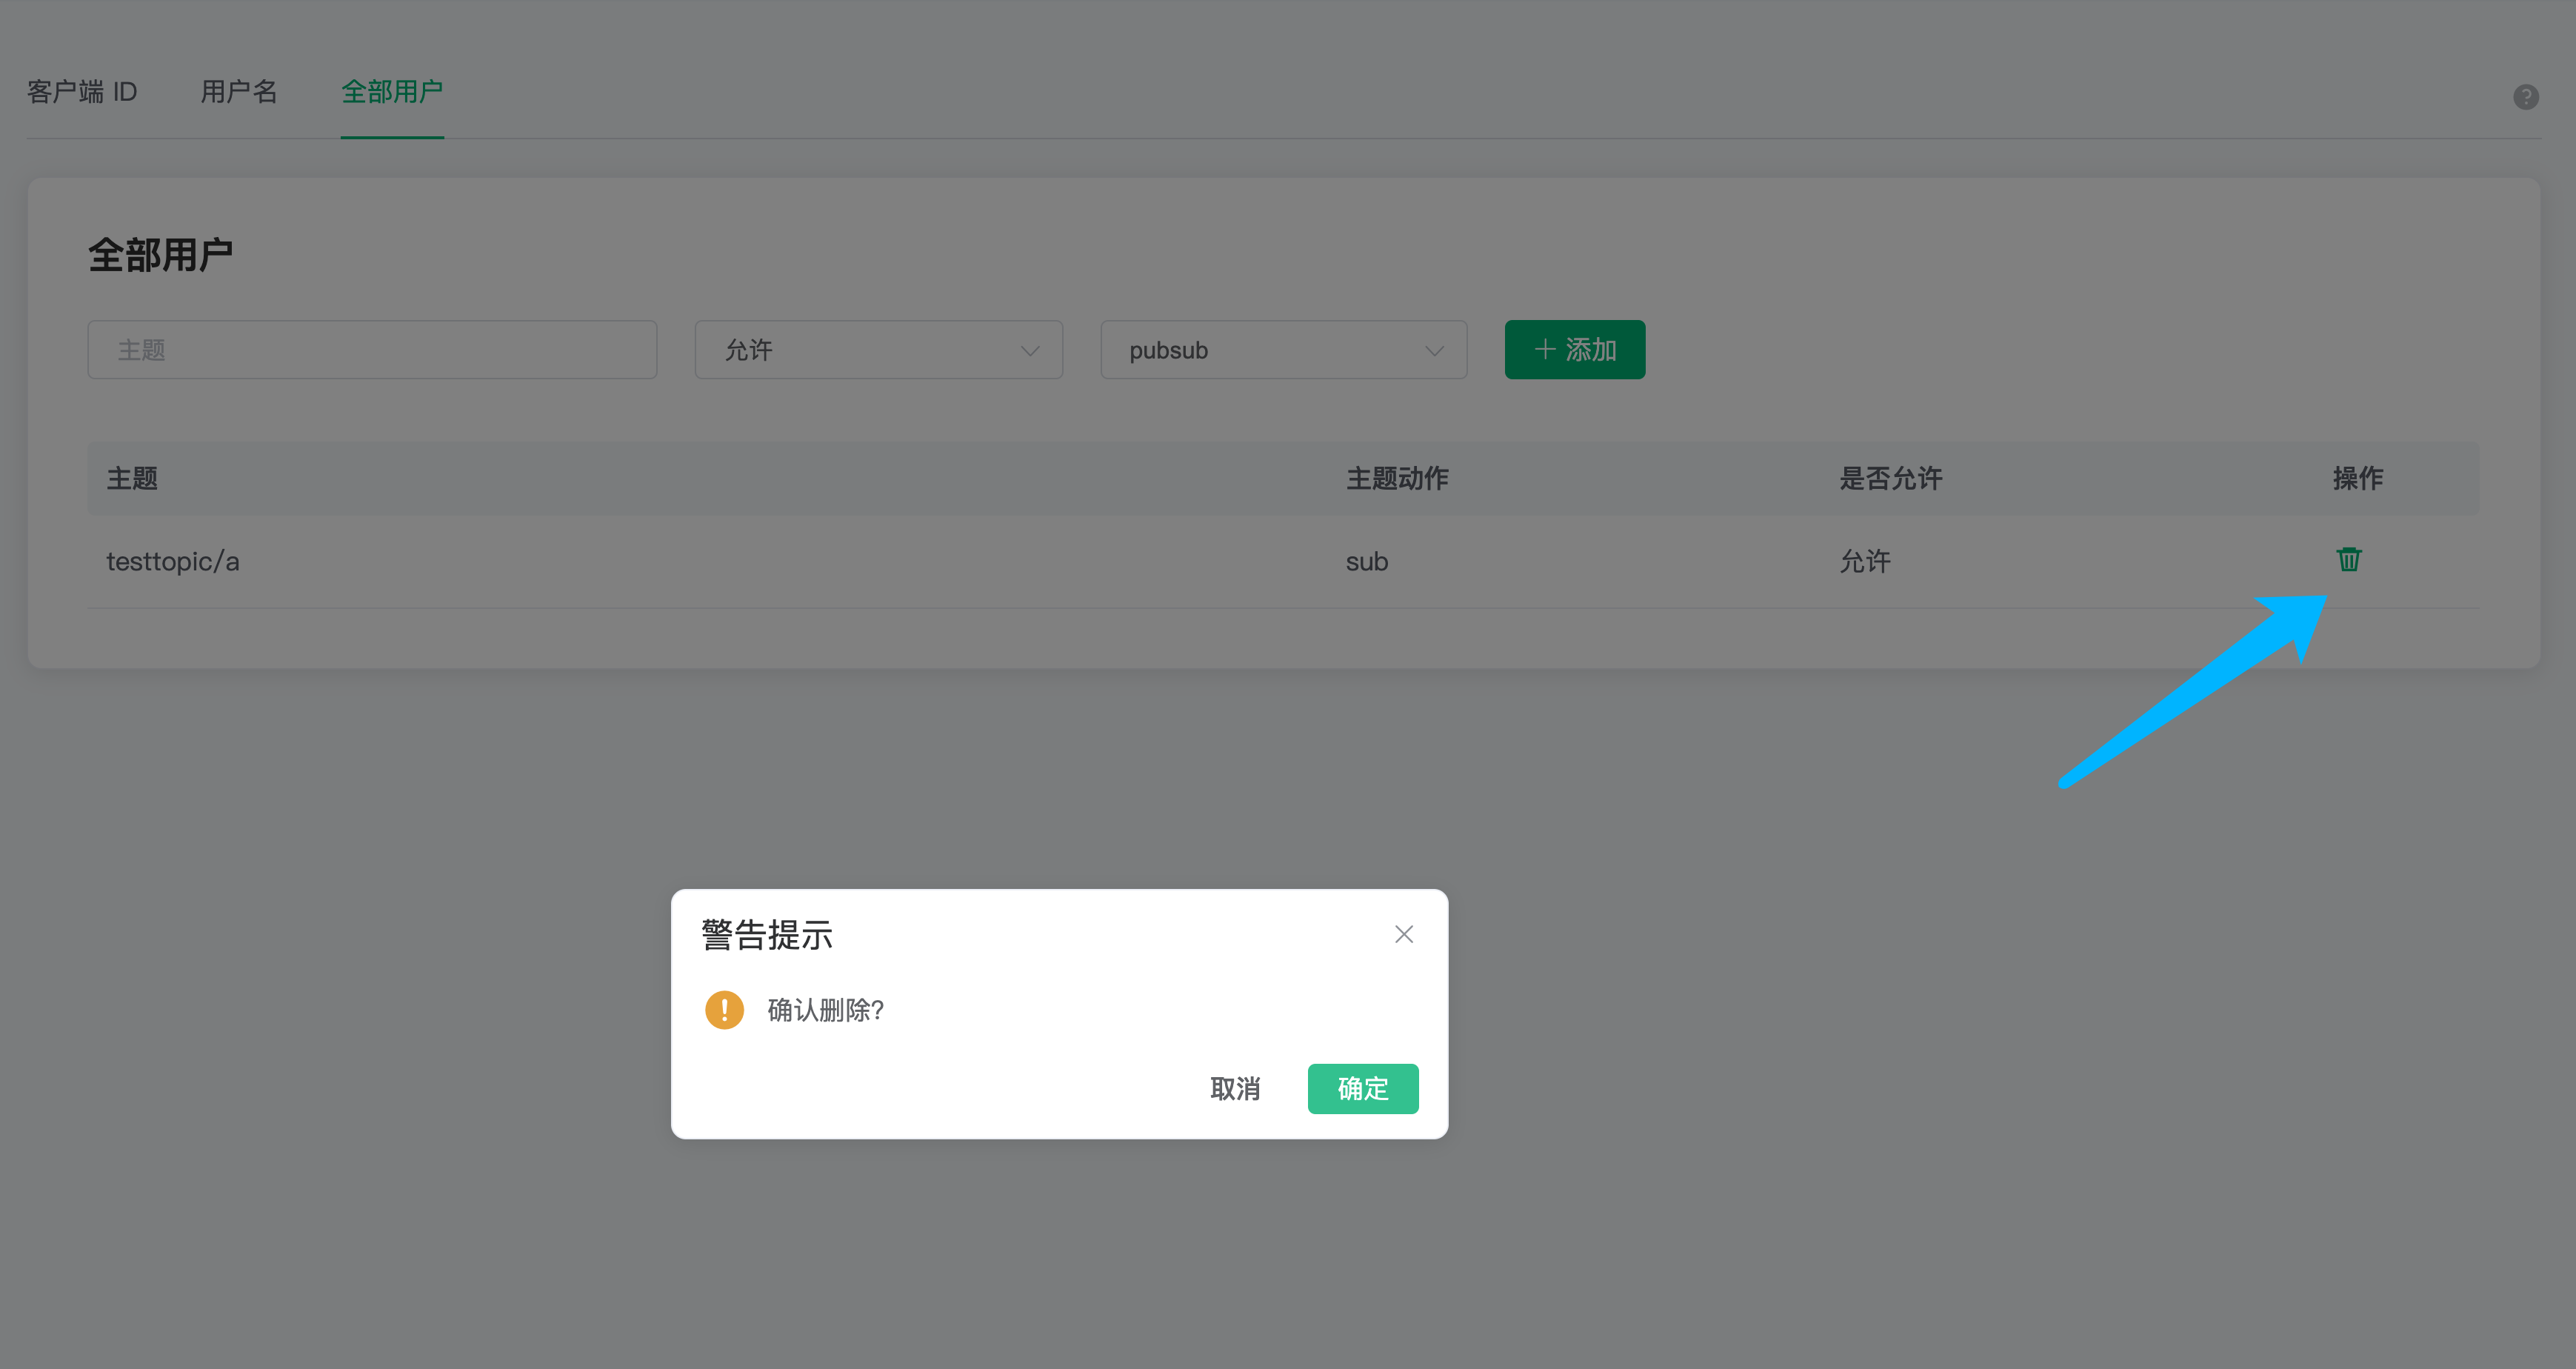 客户端 ID 用户名 全部用户
?
全部用户
主题 允许 pubsub 添加
主题 主题动作 是否允许 操作
testtopic/a sub 允许
警告提示
确认删除?
取消 确定